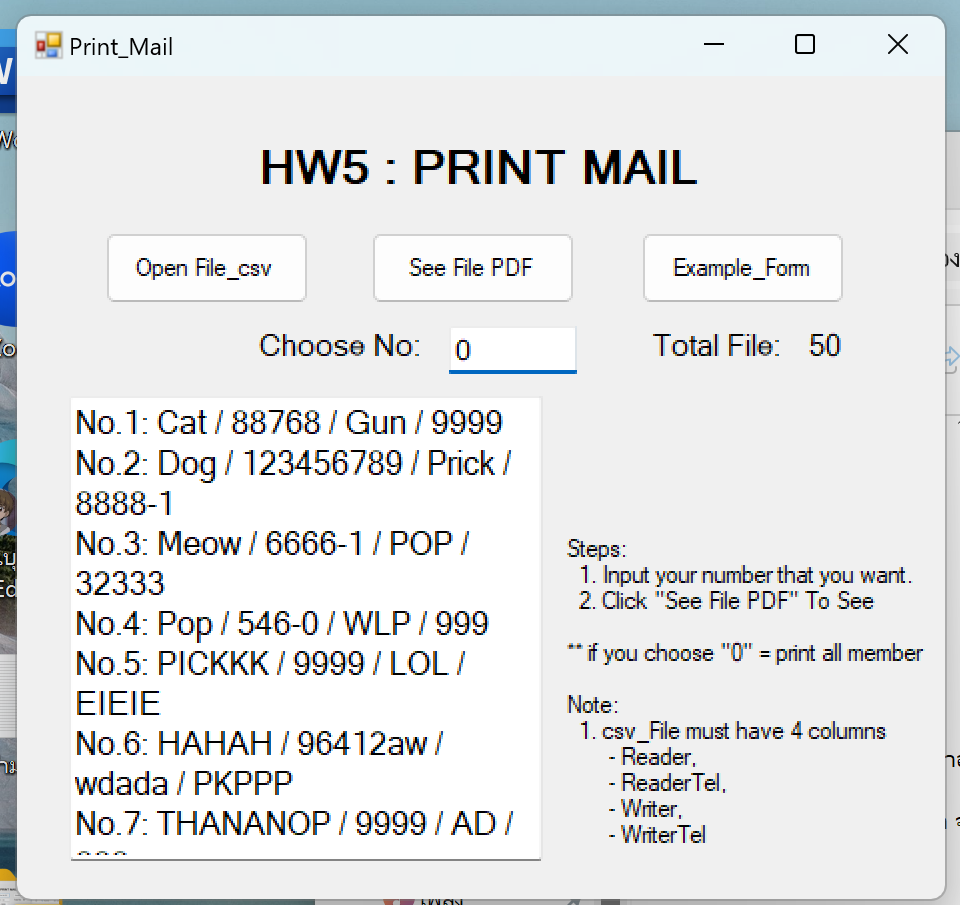 Print_Mail
HW5 : PRINT MAIL
Open File_csv
See File PDF
Example_Form
Choose No: 0
Total File: 50
No.1: Cat / 88768 / Gun / 9999
No.2: Dog / 123456789 / Prick /
8888-1
No.3: Meow / 6666-1 / POP /
32333
No.4: Pop / 546-0 / WLP / 999
No.5: PICKKK / 9999 / LOL /
EIEIE
No.6: HAHAH / 96412aw /
wdada / PKPPP
No.7: THANANOP / 9999 / AD /
Steps:
1. Input your number that you want.
2. Click "See File PDF" To See
** if you choose "0" = print all member
Note:
1. csv_File must have 4 columns
- Reader,
- ReaderTel,
- Writer,
- WriterTel